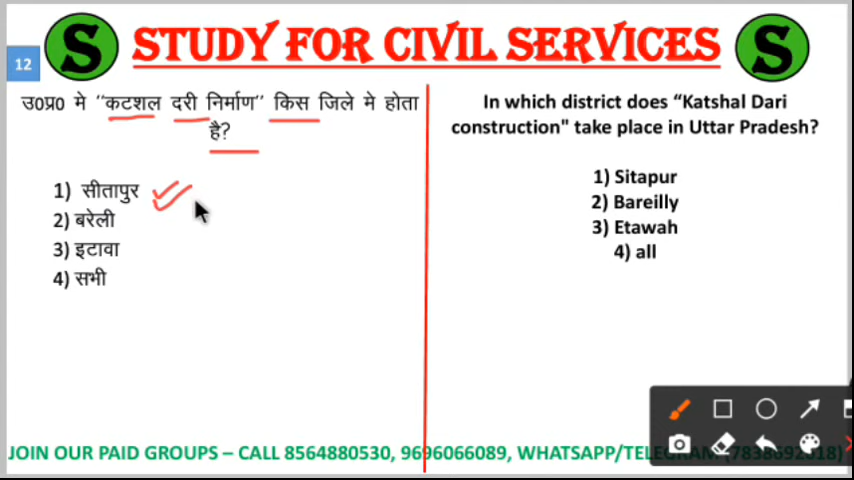 S STUDY FOR CIVIL SERVICES S
12
उ0प्र0 मे “कटशल दरी निर्माण” किस जिले मे होता
है?
1) सीतापुर
2) बरेली
3) इटावा
4) सभी
In which district does “Katshal Dari
construction" take place in Uttar Pradesh?
1) Sitapur
2) Bareilly
3) Etawah
4) all
JOIN OUR PAID GROUPS – CALL 8564880530, 9696066089, WHATSAPP/TELEGRAM